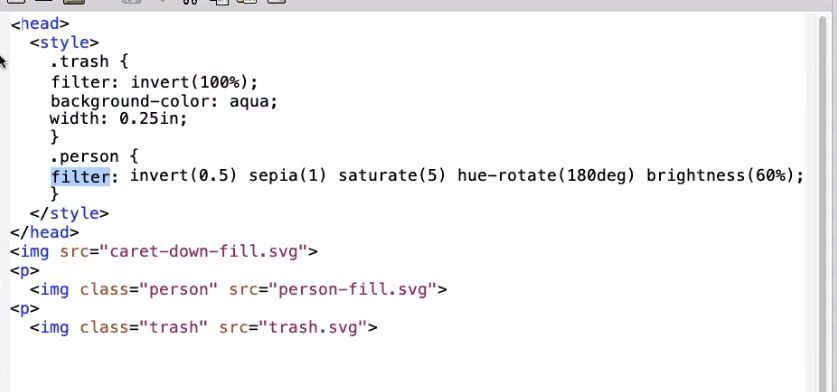 <head>
<style>
.trash {
filter: invert(100%);
background-color: aqua;
width: 0.25in;
}
.person {
filter: invert(0.5) sepia(1) saturate(5) hue-rotate(180deg) brightness(60%);
}
</style>
</head>
<img src="caret-down-fill.svg">
<p>
<img class="person" src="person-fill.svg">
<p>
<img class="trash" src="trash.svg">